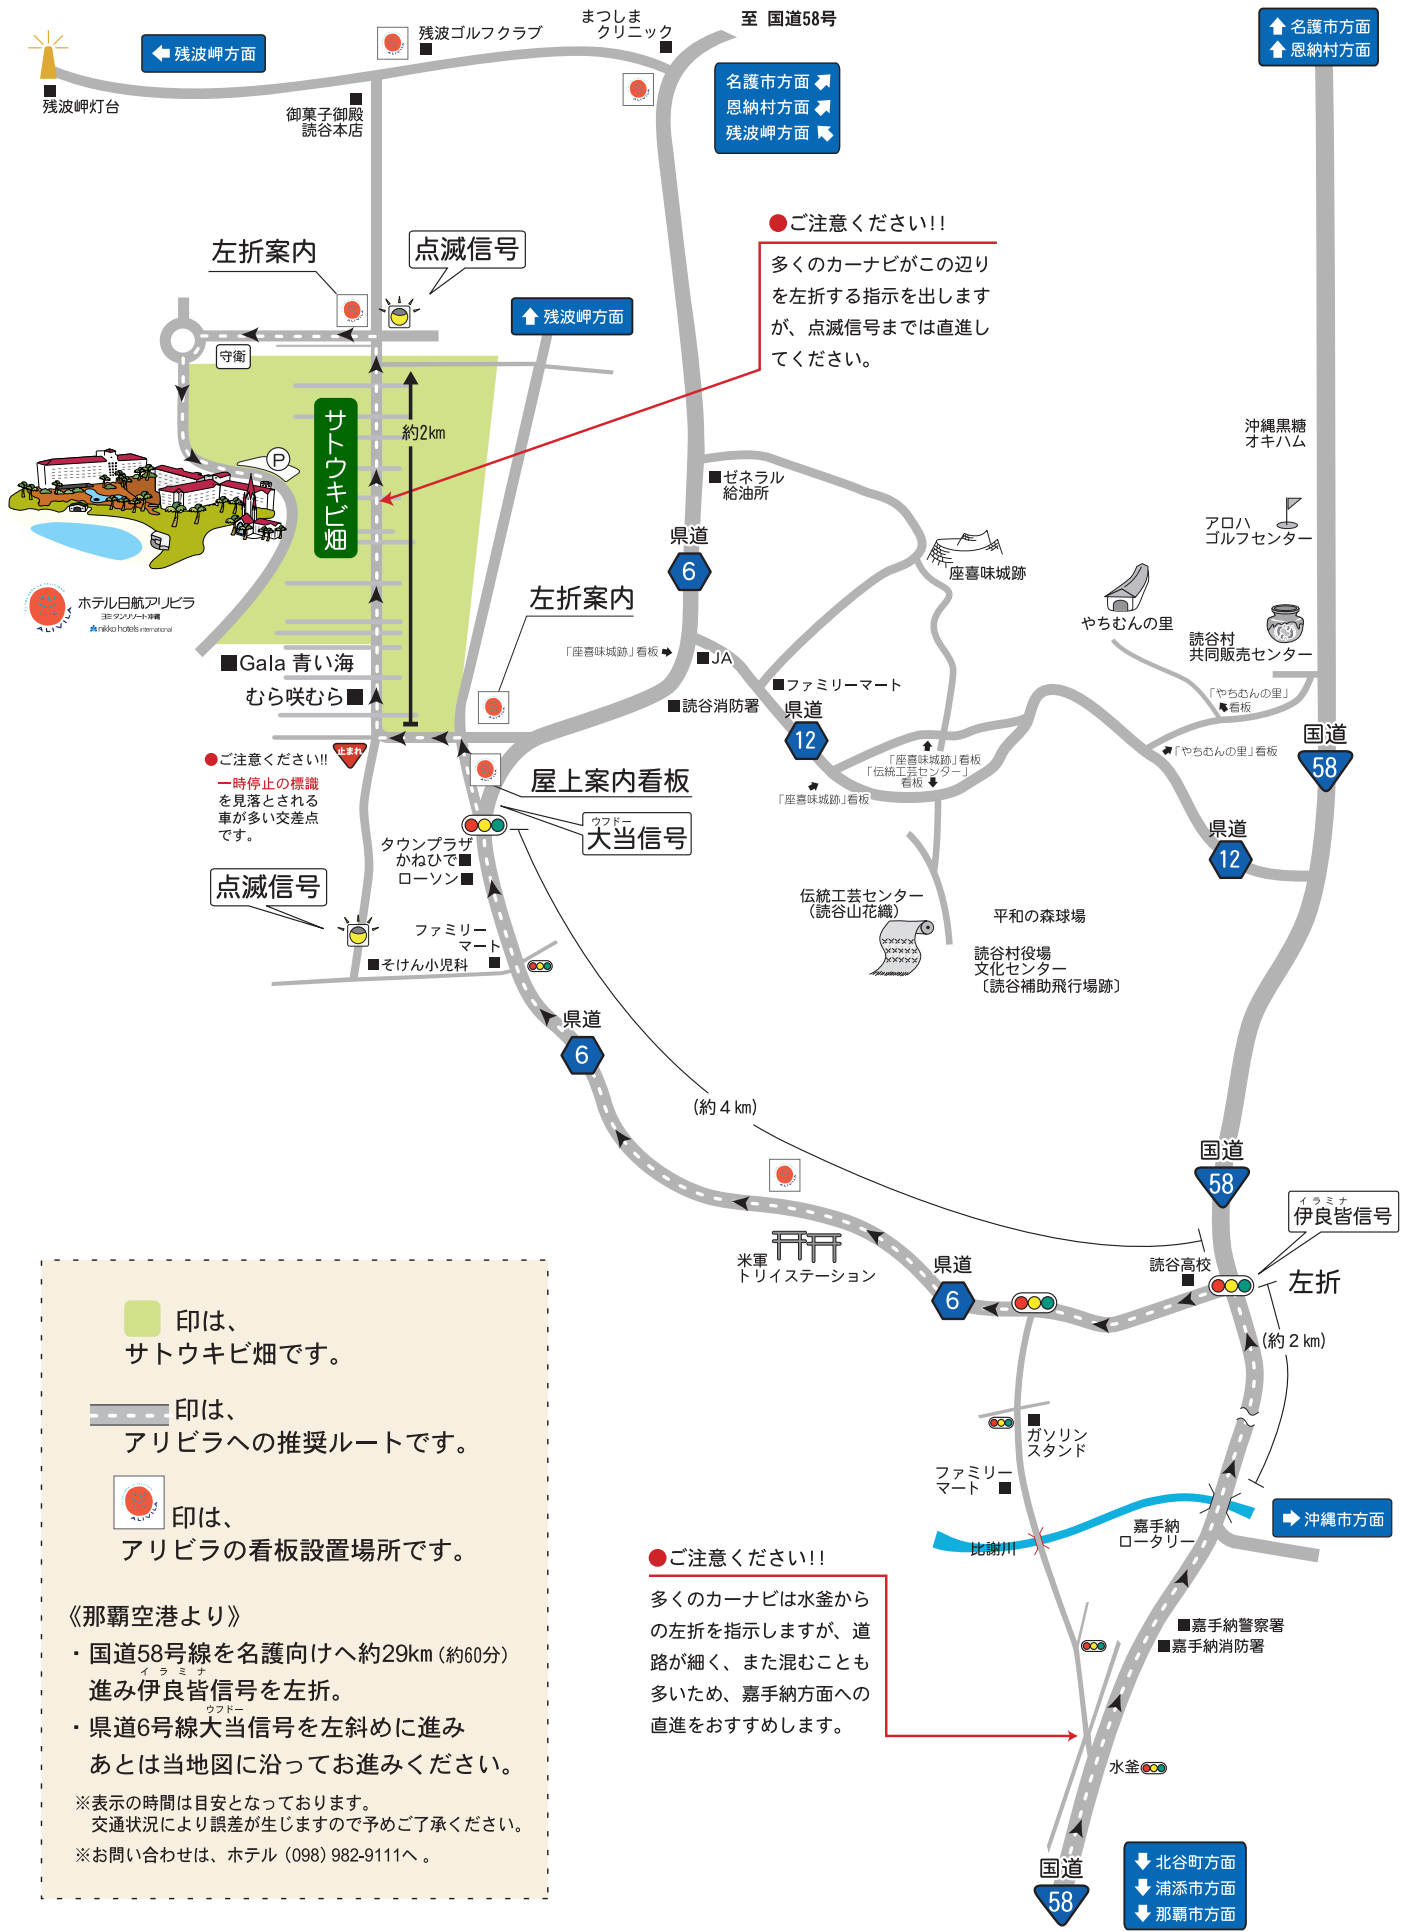 残波岬灯台
残波岬方面
残波ゴルフクラブ
まつしま
クリニック
至 国道58号
名護市方面
恩納村方面
名護市方面
恩納村方面
残波岬方面
御菓子御殿
読谷本店
左折案内
点滅信号
守衛
残波岬方面
●ご注意ください!!
多くのカーナビがこの辺り
を左折する指示を出します
が、点滅信号までは直進し
てください。
サトウキビ畑
約2km
P
ホテル日航アリビラ
ヨミタンリゾート沖縄
nikko hotels international
ALIVILA
ゼネラル
給油所
県道
6
座喜味城跡
沖縄黒糖
オキハム
アロハ
ゴルフセンター
やちむんの里
読谷村
共同販売センター
「やちむんの里」
看板
「やちむんの里」看板
国道
58
左折案内
「座喜味城跡」看板
JA
読谷消防署
ファミリーマート
県道
12
「座喜味城跡」看板
「伝統工芸センター」
看板
「座喜味城跡」看板
県道
12
Gala 青い海
むら咲むら
止まれ
●ご注意ください!!
一時停止の標識
を見落とされる
車が多い交差点
です。
屋上案内看板
ウフドー
大当信号
タウンプラザ
かねひで
ローソン
点滅信号
ファミリー
マート
そけん小児科
伝統工芸センター
(読谷山花織)
平和の森球場
読谷村役場
文化センター
〔読谷補助飛行場跡〕
県道
6
(約4km)
国道
58
イラミナ
伊良皆信号
左折
読谷高校
米軍
トリイステーション
県道
6
(約2km)
ガソリン
スタンド
ファミリー
マート
比謝川
嘉手納
ロータリー
沖縄市方面
嘉手納警察署
嘉手納消防署
●ご注意ください!!
多くのカーナビは水釜から
の左折を指示しますが、道
路が細く、また混むことも
多いため、嘉手納方面への
直進をおすすめします。
水釜
国道
58
北谷町方面
浦添市方面
那覇市方面
印は、
サトウキビ畑です。
印は、
アリビラへの推奨ルートです。
印は、
アリビラの看板設置場所です。
《那覇空港より》
・国道58号線を名護向けへ約29km(約60分)
イラミナ
進み伊良皆信号を左折。
ウフドー
・県道6号線大当信号を左斜めに進み
あとは当地図に沿ってお進みください。
※表示の時間は目安となっております。
交通状況により誤差が生じますので予めご了承ください。
※お問い合わせは、ホテル(098)982-9111へ。